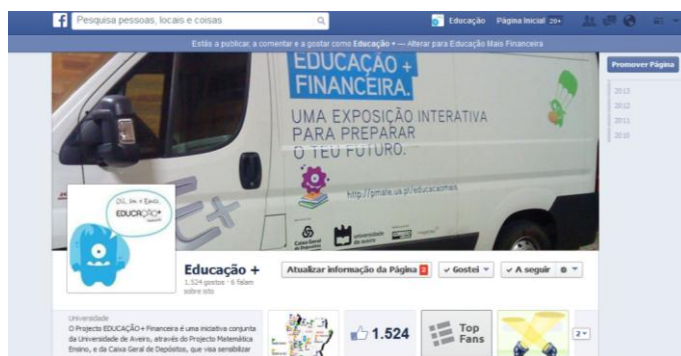 Pesquisa pessoas, locais e coisas
Educação Página Inicial 20+
Estás a publicar, a comentar e a gostar como Educação + — Alterar para Educação Mais Financeira
Promover Página
2013
2012
2011
2010
EDUCAÇÃO +
FINANCEIRA.
UMA EXPOSIÇÃO INTERATIVA
PARA PREPARAR
O TEU FUTURO.
http://pmate.ua.pt/educacaomais
Caixa Geral
de Depósitos
universidade
de aveiro
EDUCAÇÃO+
Educação +
1.524 gostos · 6 falam
sobre isto
Atualizar informação da Página 2
Gostei
A seguir
Universidade
O Projecto EDUCAÇÃO+ Financeira é uma iniciativa conjunta
da Universidade de Aveiro, através do Projecto Matemática
Ensino, e da Caixa Geral de Depósitos, que visa sensibilizar
1.524
Top
Fans
2